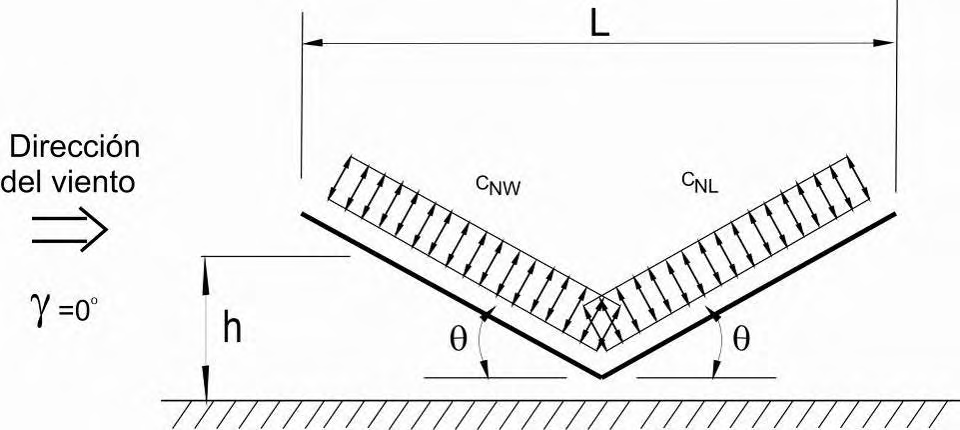 L
Dirección
del viento
C_NW
C_NL
γ =0°
h
θ
θ